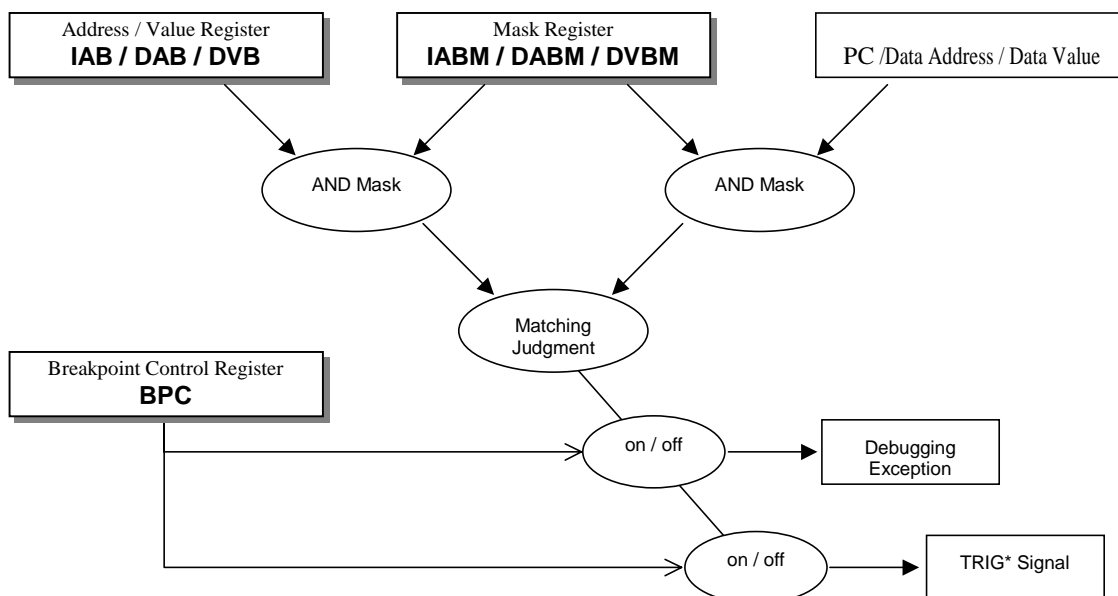 Address / Value Register
IAB / DAB / DVB
Mask Register
IABM / DABM / DVBM
PC /Data Address / Data Value
AND Mask
AND Mask
Matching
Judgment
Breakpoint Control Register
BPC
on / off
Debugging
Exception
on / off
TRIG* Signal